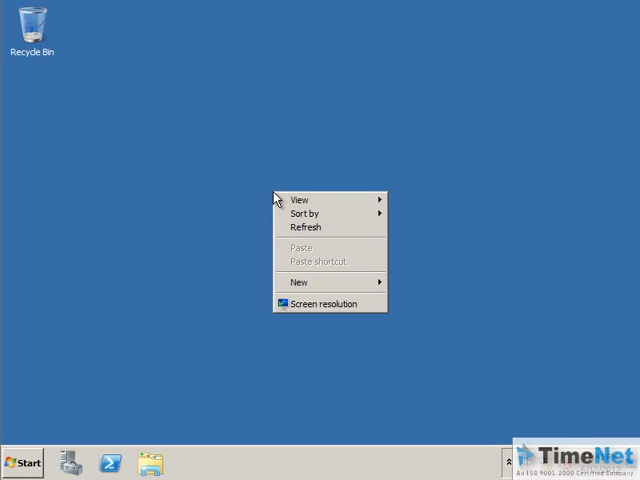 Recycle Bin
View
Sort by
Refresh
Paste
Paste shortcut
New
Screen resolution
Start
TimeNet
An ISO 9001 2000 Certified Company